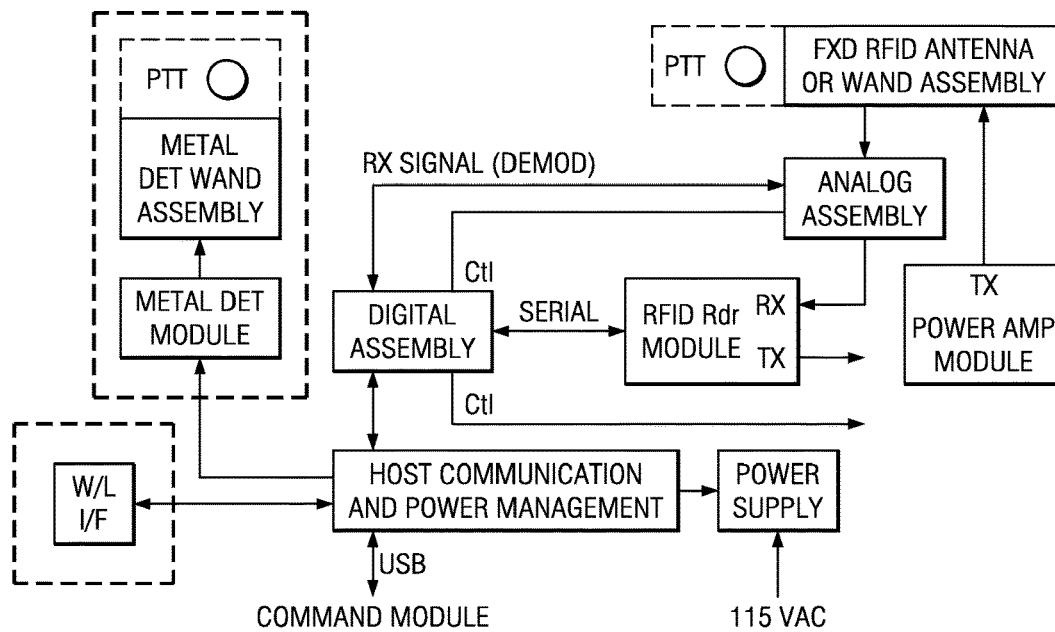 PTT
METAL
DET WAND
ASSEMBLY
METAL DET
MODULE
W/L
I/F
PTT
FXD RFID ANTENNA
OR WAND ASSEMBLY
RX SIGNAL (DEMOD)
ANALOG
ASSEMBLY
Ctl
DIGITAL
ASSEMBLY
SERIAL
RFID Rdr
MODULE
RX
TX
TX
POWER AMP
MODULE
Ctl
HOST COMMUNICATION
AND POWER MANAGEMENT
POWER
SUPPLY
USB
COMMAND MODULE
115 VAC